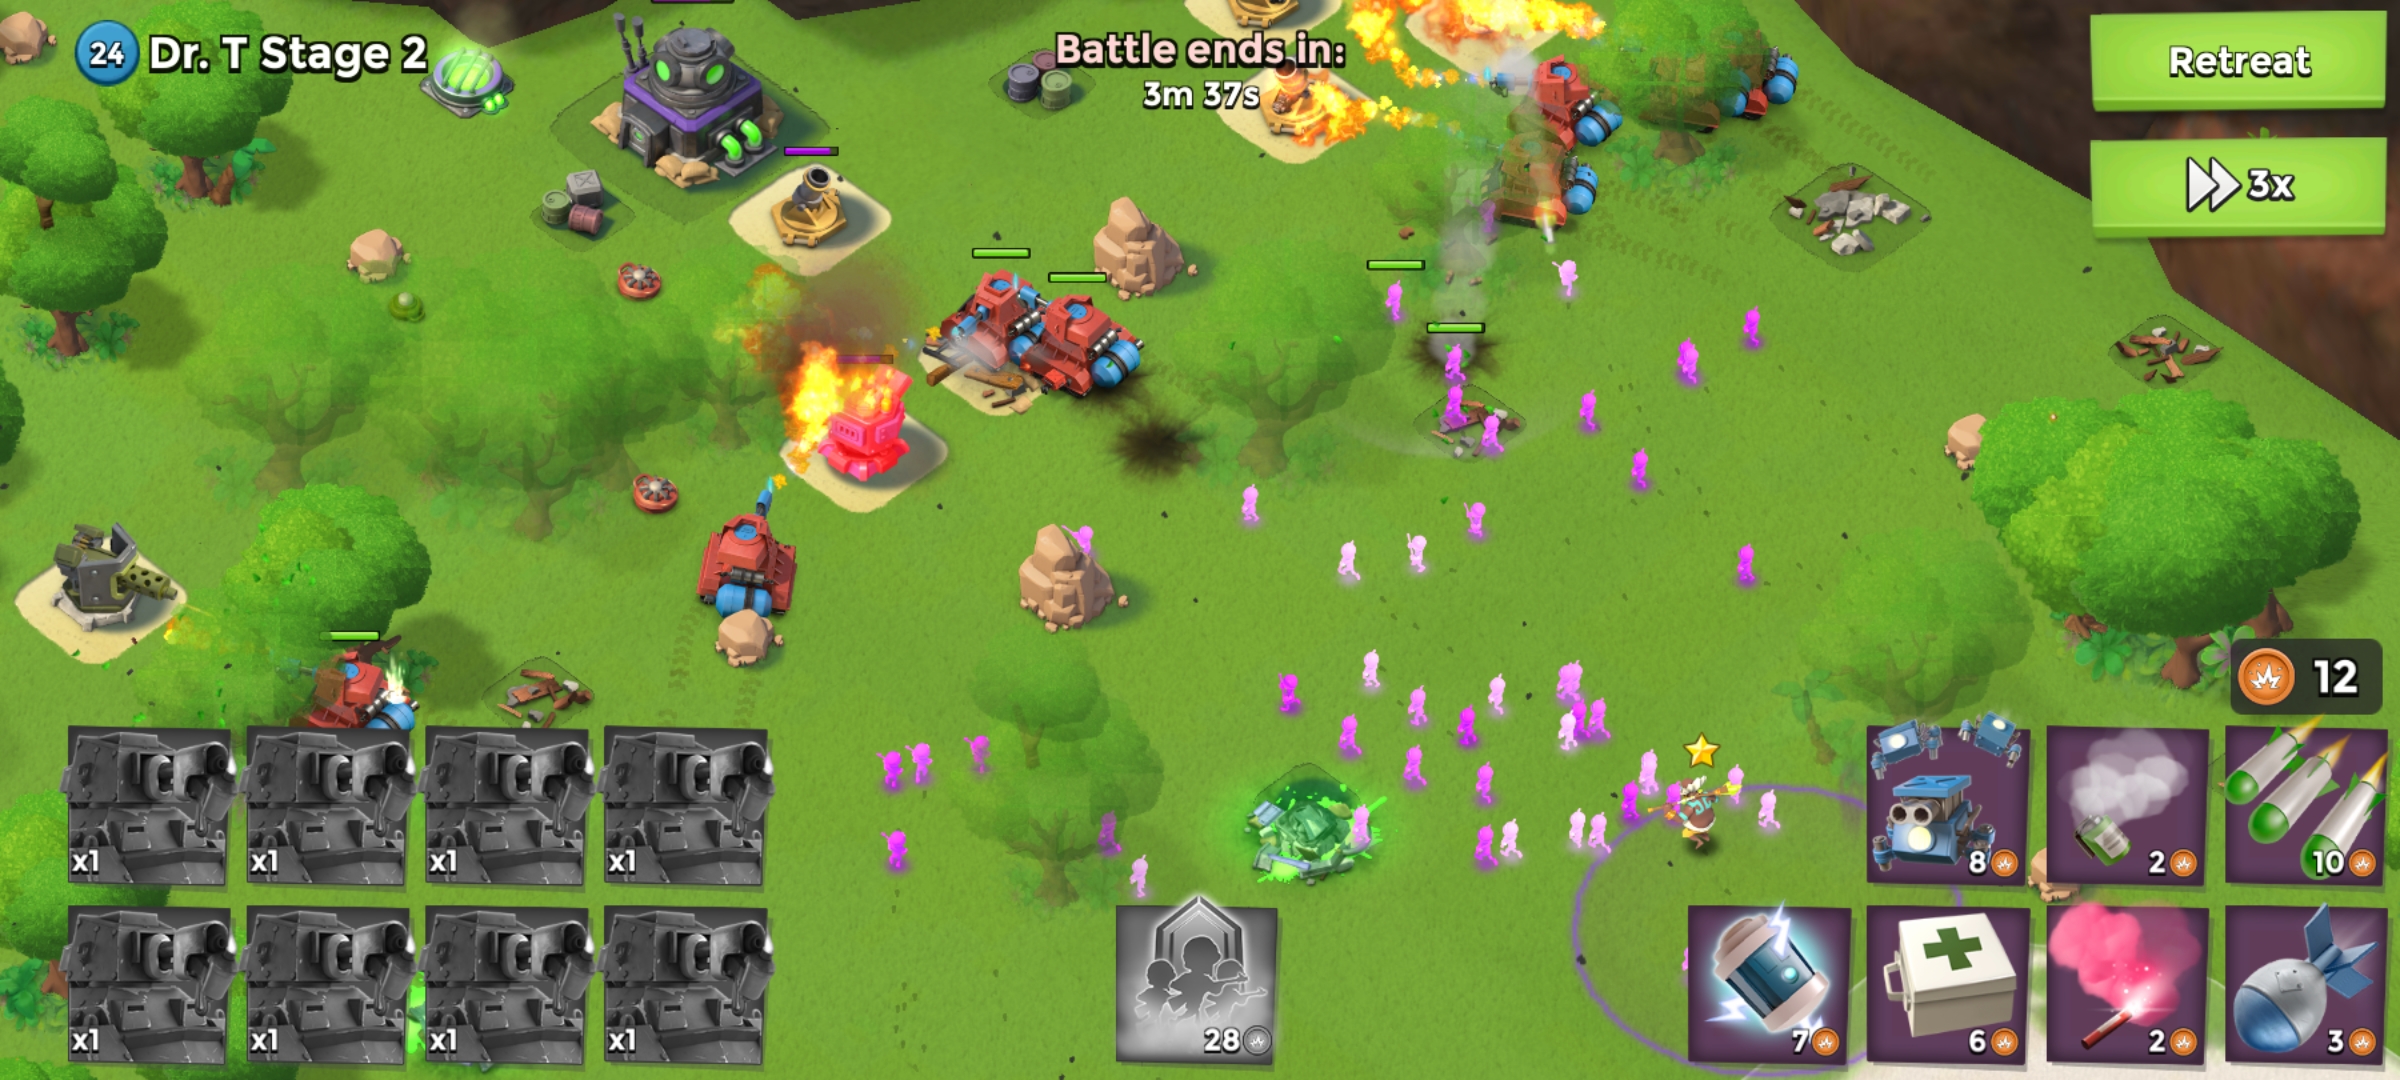 24 Dr. T Stage 2
Battle ends in:
3m 37s
Retreat
3x
12
8
2
10
x1
x1
x1
x1
28
7
6
2
3
x1
x1
x1
x1